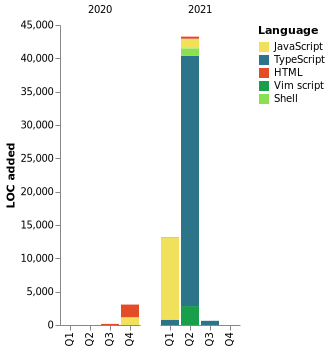 2020
2021
Language
JavaScript
TypeScript
HTML
Vim script
Shell
LOC added
45,000
40,000
35,000
30,000
25,000
20,000
15,000
10,000
5,000
0
Q1
Q2
Q3
Q4
Q1
Q2
Q3
Q4